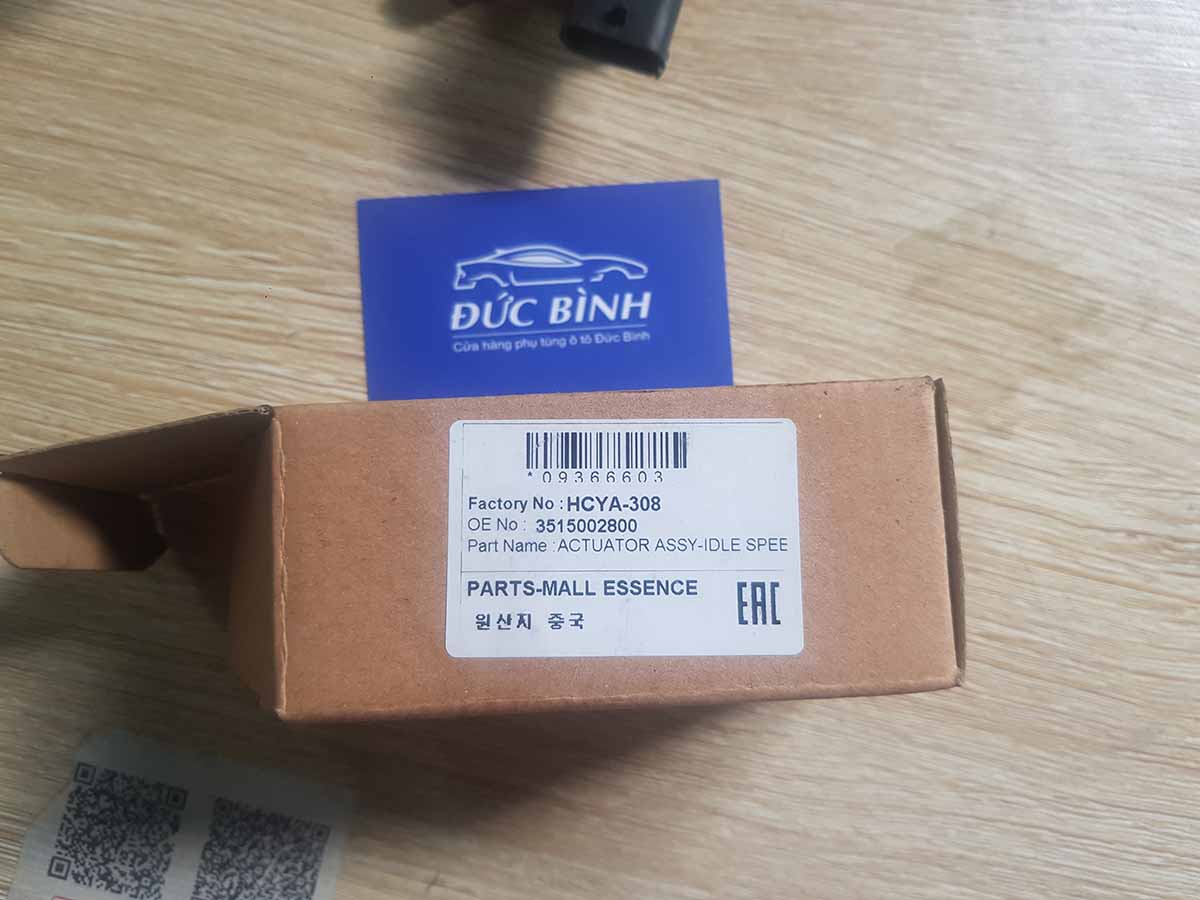 ĐỨC BÌNH
Cửa hàng phụ tùng ô tô Đức Bình
*09366603
Factory No : HCYA-308
OE No : 3515002800
Part Name : ACTUATOR ASSY-IDLE SPEE
PARTS-MALL ESSENCE
EAC
원산지 중국